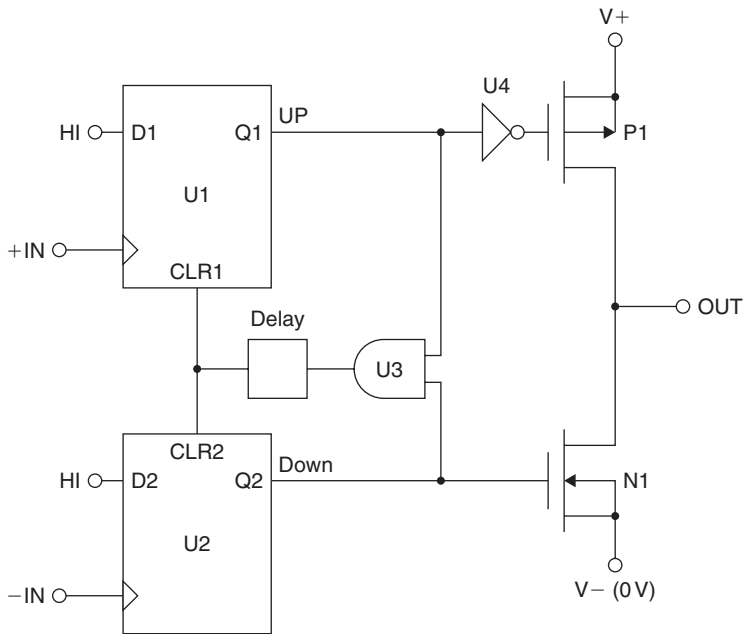 V+
U4
UP
HI
D1
Q1
P1
U1
+IN
CLR1
OUT
Delay
U3
CLR2
Down
HI
D2
Q2
N1
U2
−IN
V− (0 V)